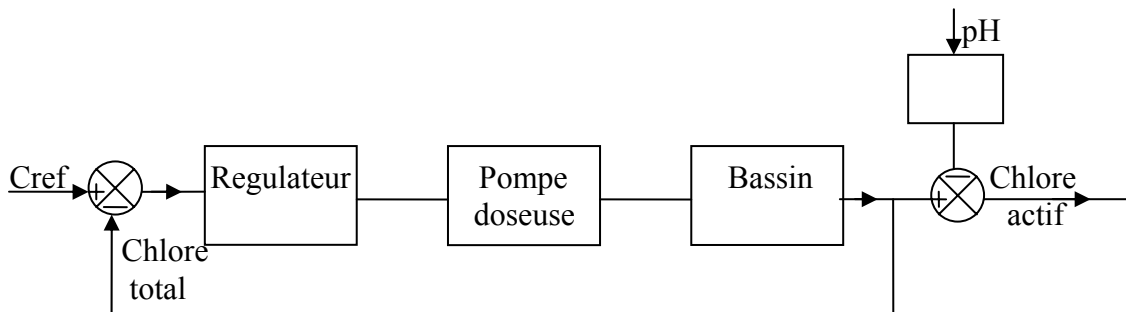 pH
Cref
+
−
Regulateur
Pompe
doseuse
Bassin
+
−
Chlore
actif
Chlore
total